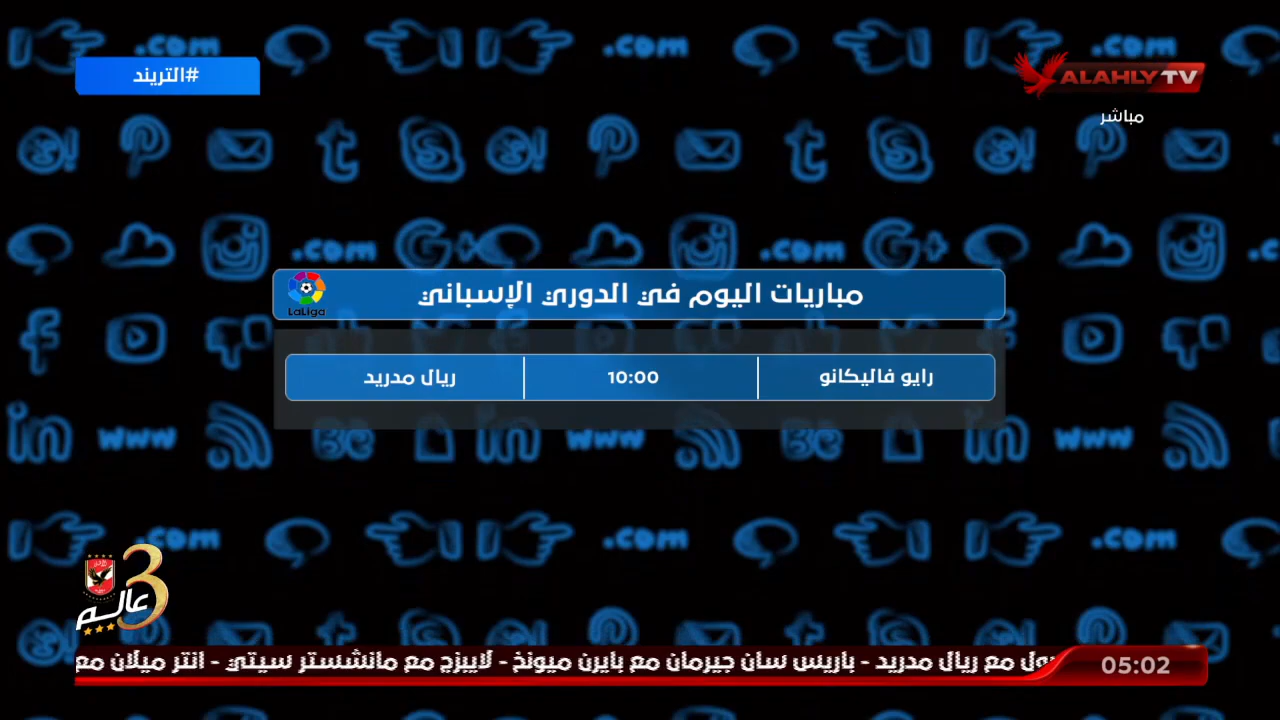 #التريند
ALAHLY TV
مباشر
مباريات اليوم في الدوري الإسباني
LaLiga
رايو فاليكانو
10:00
ريال مدريد
3
عالم
مع ريال مدريد - باريس سان جيرمان مع بايرن ميونخ - لايبزج مع مانشستر سيتي - انتر ميلان مع
05:02